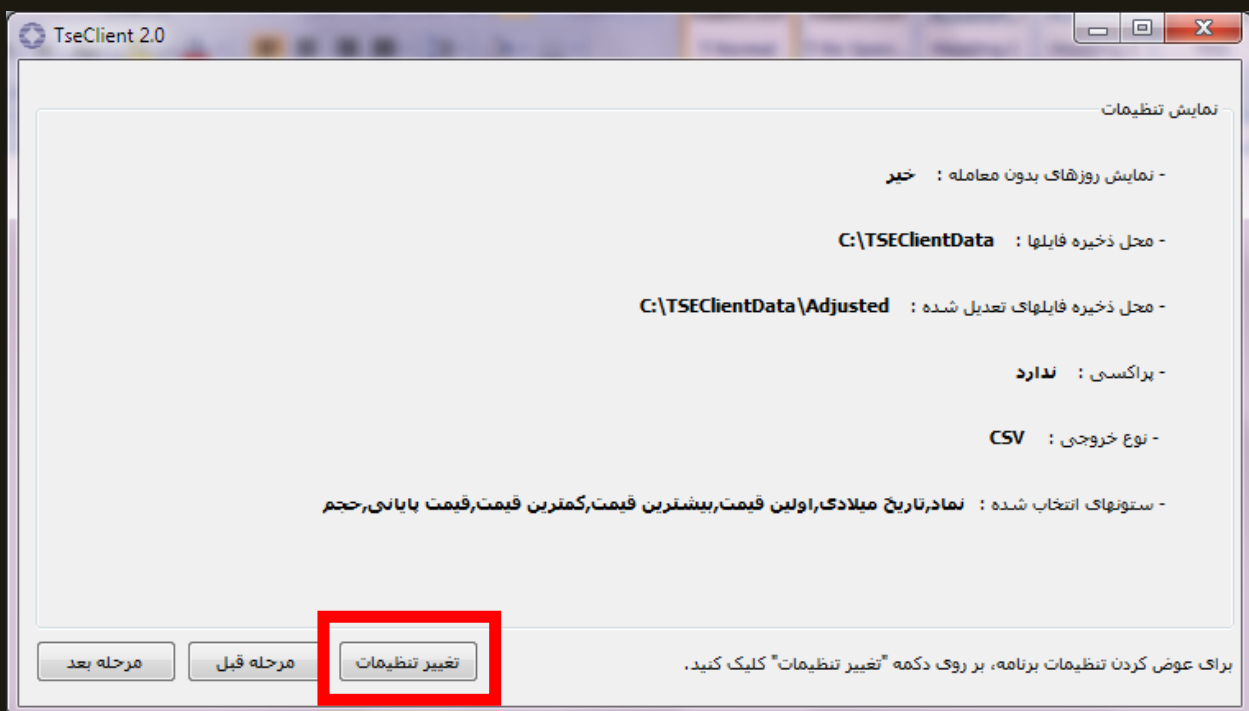 TseClient 2.0
نمایش تنظیمات
- نمایش روزهای بدون معامله : خیر
- محل ذخیره فایلها : C:\TSEClientData
- محل ذخیره فایلهای تعدیل شده : C:\TSEClientData\Adjusted
- پراکسی : ندارد
- نوع خروجی : CSV
- ستونهای انتخاب شده : نماد,تاریخ میلادی,اولین قیمت,بیشترین قیمت,کمترین قیمت,قیمت پایانی,حجم
برای عوض کردن تنظیمات برنامه، بر روی دکمه "تغییر تنظیمات" کلیک کنید.
تغییر تنظیمات
مرحله قبل
مرحله بعد